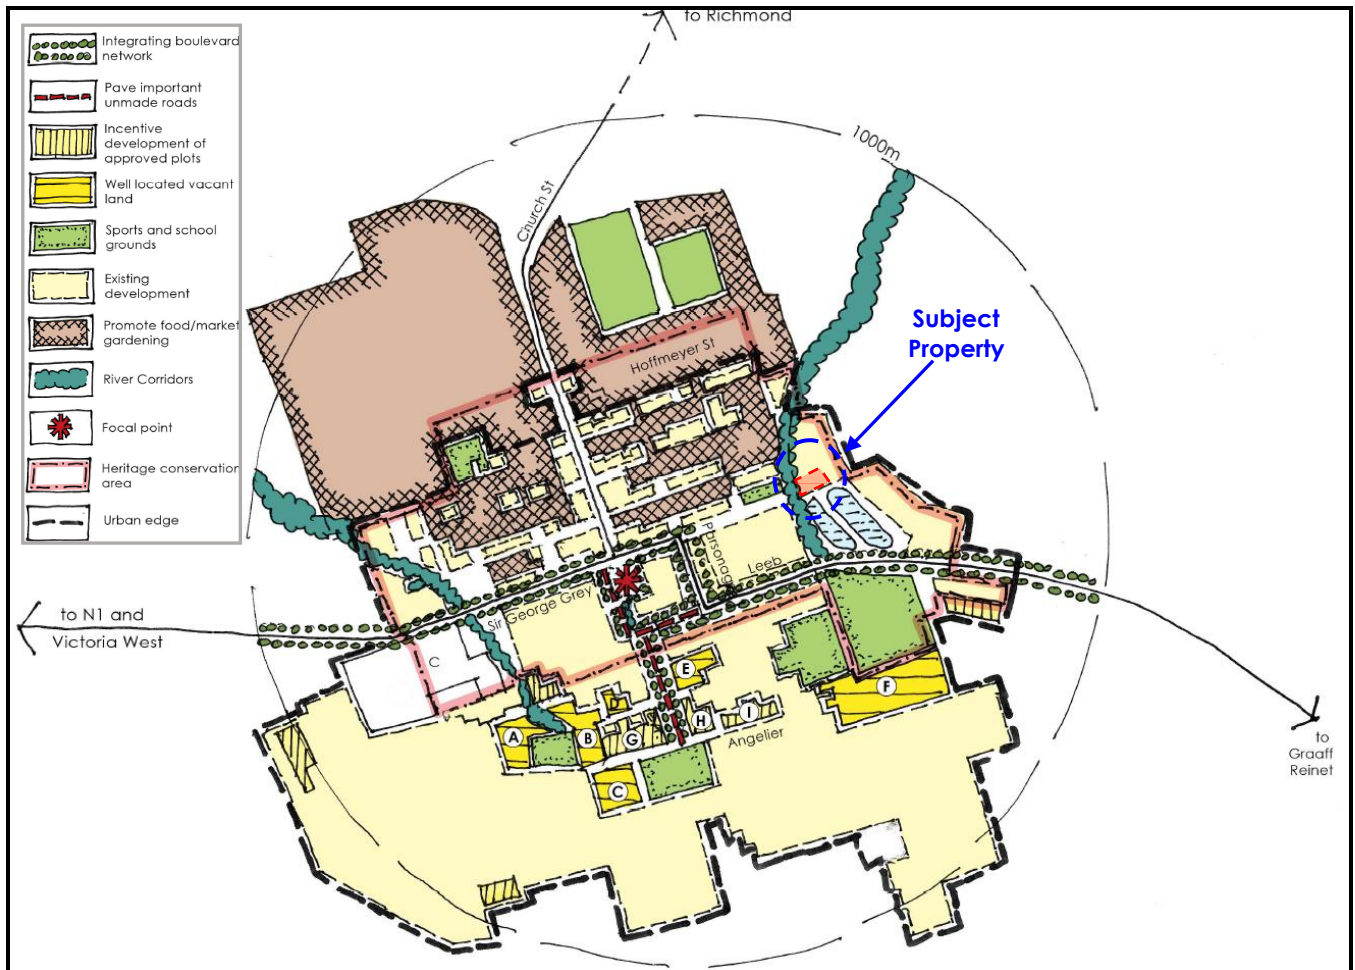 to Richmond
Integrating boulevard
network
Pave important
unmade roads
Incentive
development of
approved plots
Well located vacant
land
Sports and school
grounds
Existing
development
Promote food/market
gardening
River Corridors
Focal point
Heritage conservation
area
Urban edge
1000m
Church St
Subject
Property
Hoffmeyer St
Parsonage
Leeb
Sir George Grey
to N1 and
Victoria West
C
E
F
D
A
B
G
H
I
Angelier
C
to
Graaff
Reinet